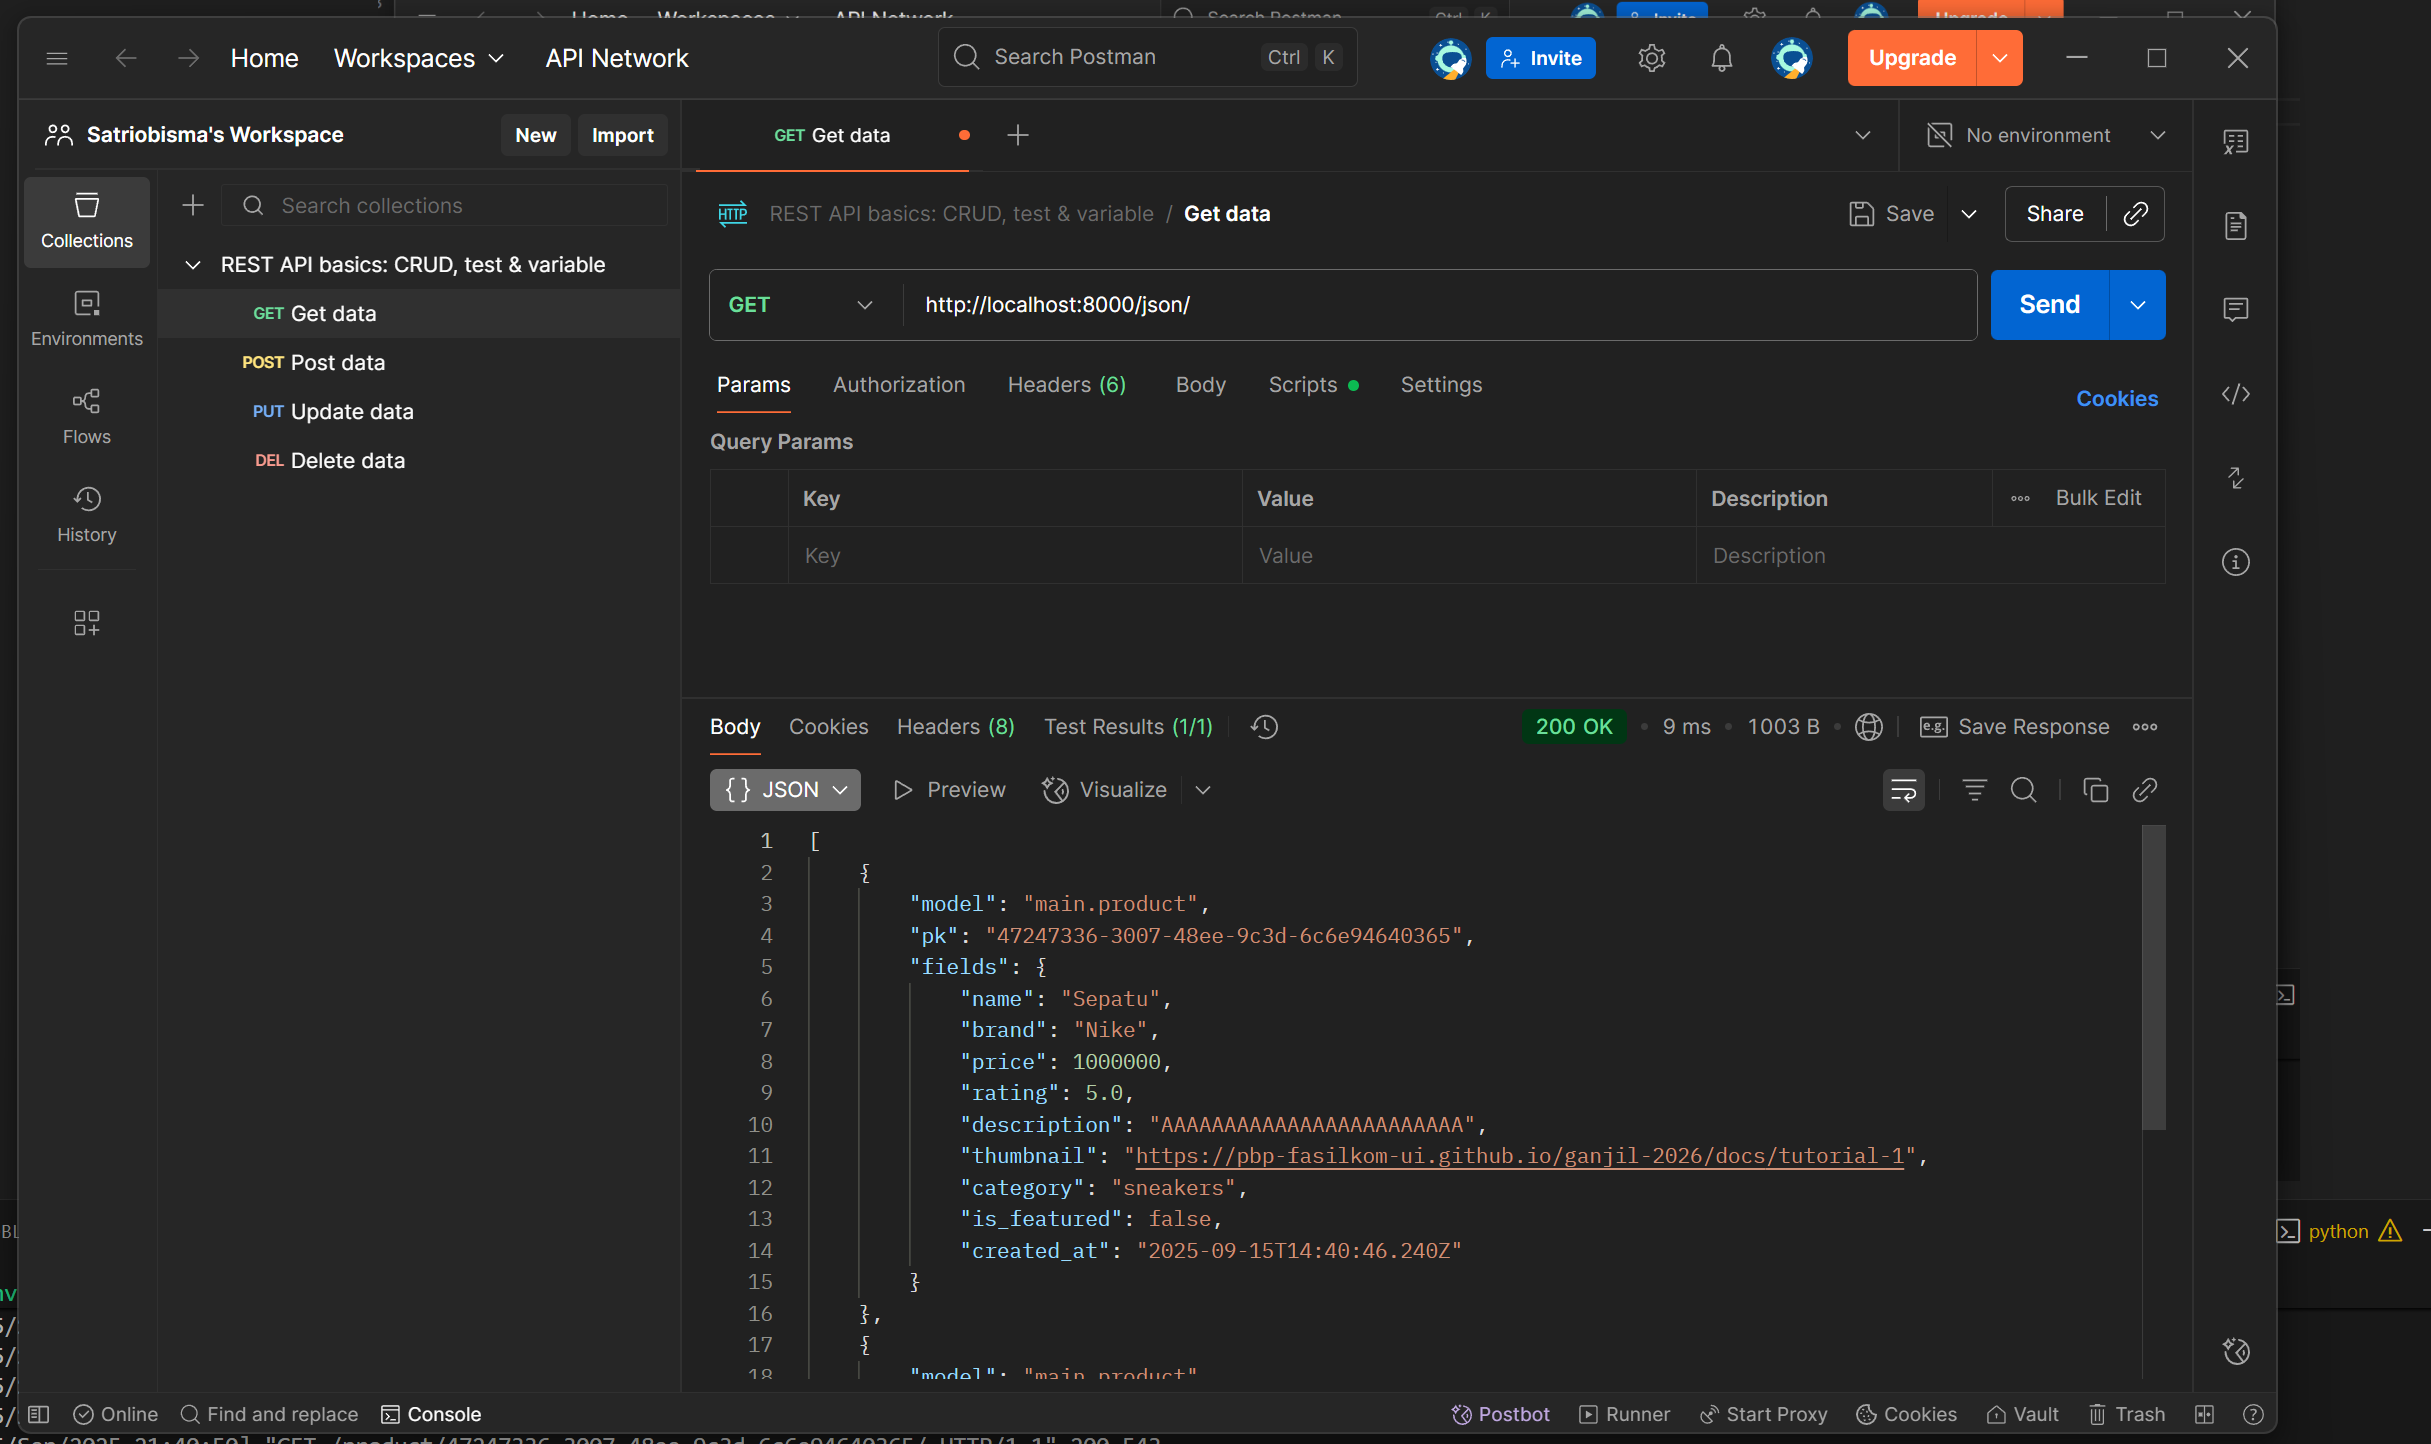 Home Workspaces API Network Search Postman Ctrl K Invite Upgrade
Satriobisma's Workspace New Import GET Get data No environment
Search collections
Collections
REST API basics: CRUD, test & variable / Get data Save Share
REST API basics: CRUD, test & variable
GET Get data
POST Post data
PUT Update data
DEL Delete data
Environments
Flows
History
GET http://localhost:8000/json/ Send
Params Authorization Headers (6) Body Scripts Settings Cookies
Query Params
Key Value Description Bulk Edit
Key Value Description
Body Cookies Headers (8) Test Results (1/1) 200 OK 9 ms 1003 B e.g. Save Response
{} JSON Preview Visualize
1 [
2 {
3 "model": "main.product",
4 "pk": "47247336-3007-48ee-9c3d-6c6e94640365",
5 "fields": {
6 "name": "Sepatu",
7 "brand": "Nike",
8 "price": 1000000,
9 "rating": 5.0,
10 "description": "AAAAAAAAAAAAAAAAAAAAAAAA",
11 "thumbnail": "https://pbp-fasilkom-ui.github.io/ganjil-2026/docs/tutorial-1",
12 "category": "sneakers",
13 "is_featured": false,
14 "created_at": "2025-09-15T14:40:46.240Z"
15 }
16 },
17 {
18 "model": "main.product"
python
Online Find and replace Console Postbot Runner Start Proxy Cookies Vault Trash